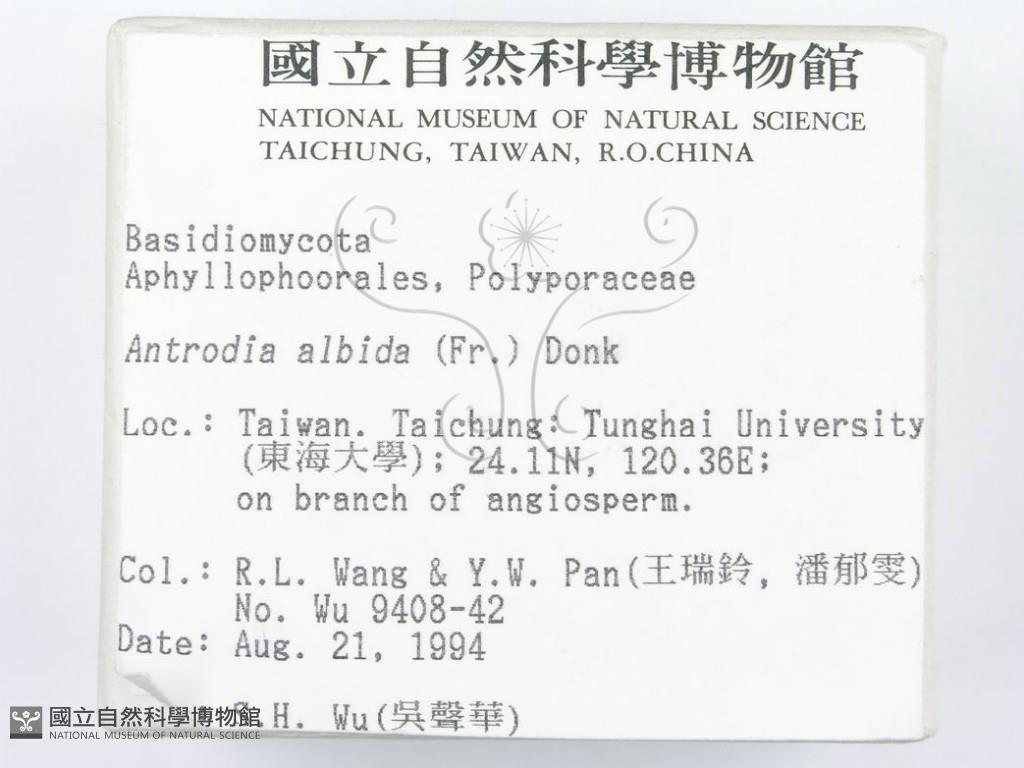 國立自然科學博物館
NATIONAL MUSEUM OF NATURAL SCIENCE
TAICHUNG, TAIWAN, R.O.CHINA
Basidiomycota
Aphyllophoorales, Polyporaceae
Antrodia albida (Fr.) Donk
Loc.: Taiwan. Taichung: Tunghai University
(東海大學); 24.11N, 120.36E;
on branch of angiosperm.
Col.: R.L. Wang & Y.W. Pan(王瑞鈴, 潘郁雯)
No. Wu 9408-42
Date: Aug. 21, 1994
S.H. Wu(吳聲華)
國立自然科學博物館
NATIONAL MUSEUM OF NATURAL SCIENCE